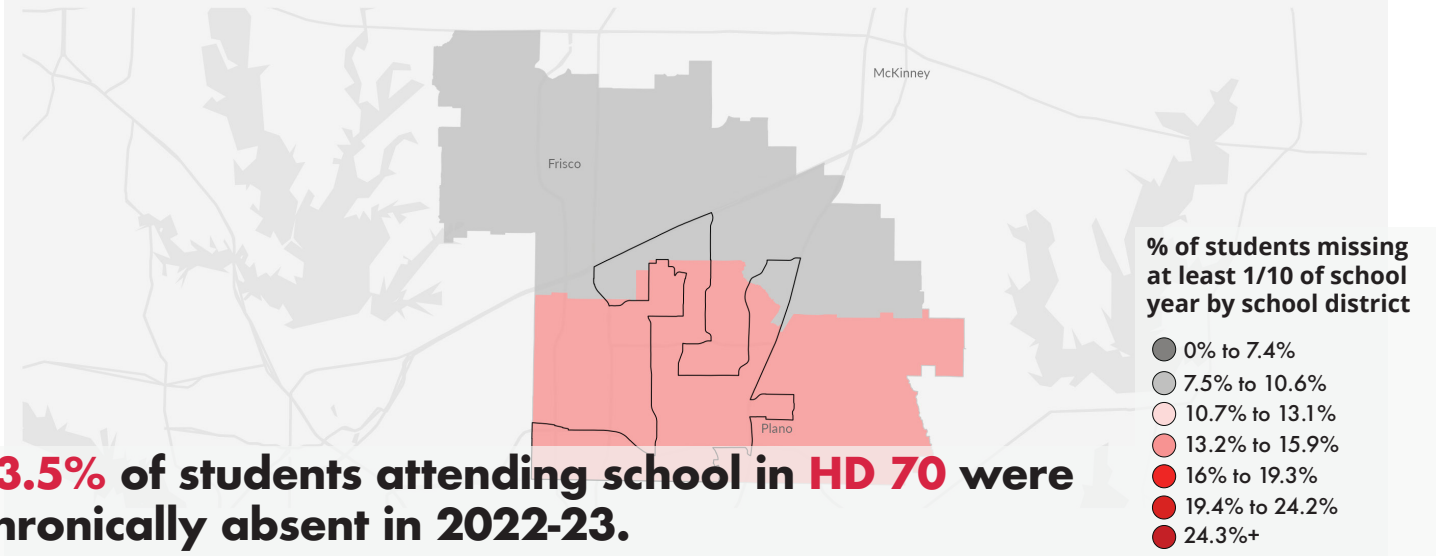 McKinney
Frisco
% of students missing
at least 1/10 of school
year by school district
0% to 7.4%
7.5% to 10.6%
10.7% to 13.1%
13.2% to 15.9%
16% to 19.3%
19.4% to 24.2%
24.3%+
Plano
3.5% of students attending school in HD 70 were
hronically absent in 2022-23.